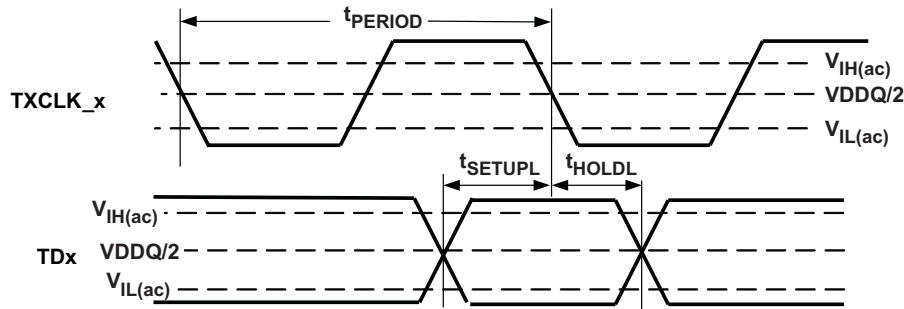 tPERIOD
VIH(ac)
TXCLK_x
VDDQ/2
VIL(ac)
tSETUPL
tHOLDL
VIH(ac)
TDx
VDDQ/2
VIL(ac)